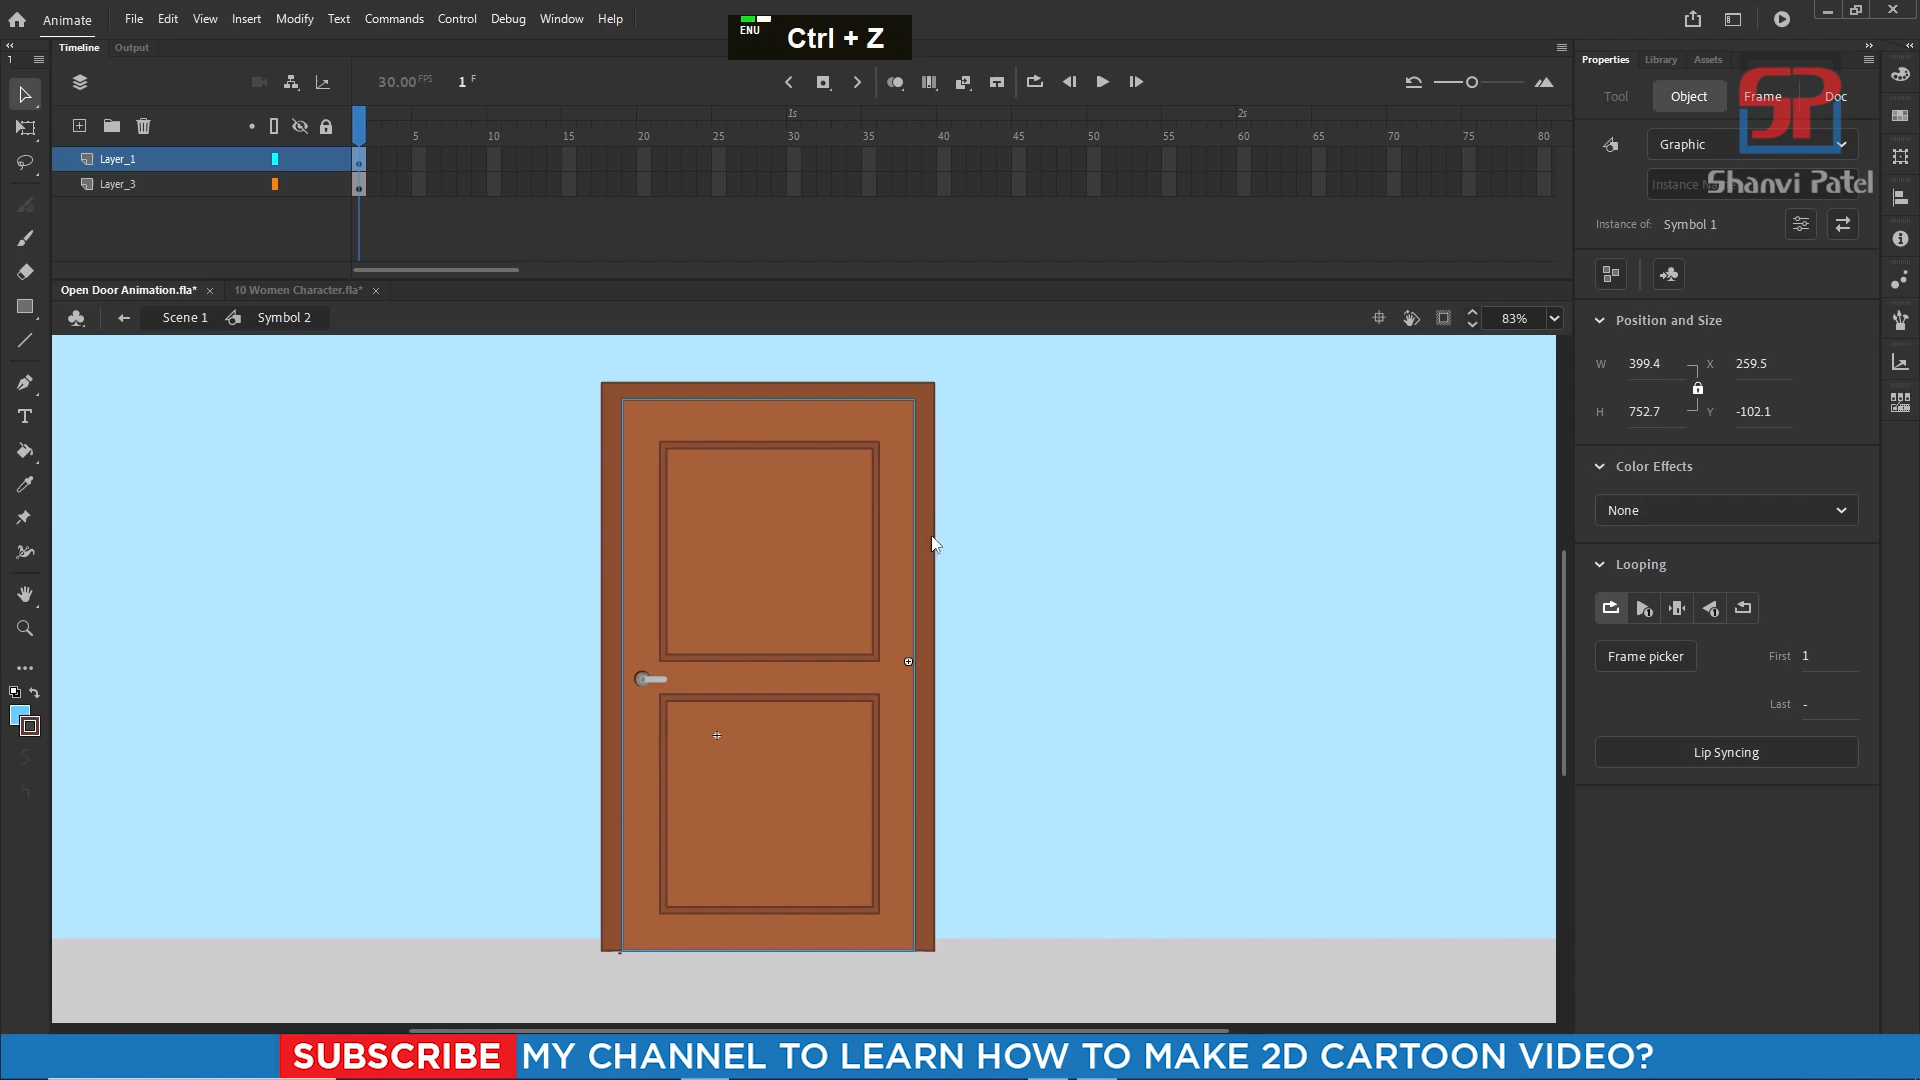 Animate File Edit View Insert Modify Text Commands Control Debug Window Help
ENU Ctrl + Z
Timeline Output
Properties Library Assets
30.00 FPS 1 F
Tool Object Frame Doc
SP
1s 2s
5 10 15 20 25 30 35 40 45 50 55 60 65 70 75 80
Graphic
Layer_1
Layer_3
Instance Na
Shanvi Patel
Instance of: Symbol 1
Open Door Animation.fla* 10 Women Character.fla*
Scene 1 Symbol 2 83%
Position and Size
W 399.4 X 259.5
H 752.7 Y -102.1
Color Effects
None
Looping
Frame picker First 1
Last -
Lip Syncing
SUBSCRIBE MY CHANNEL TO LEARN HOW TO MAKE 2D CARTOON VIDEO?